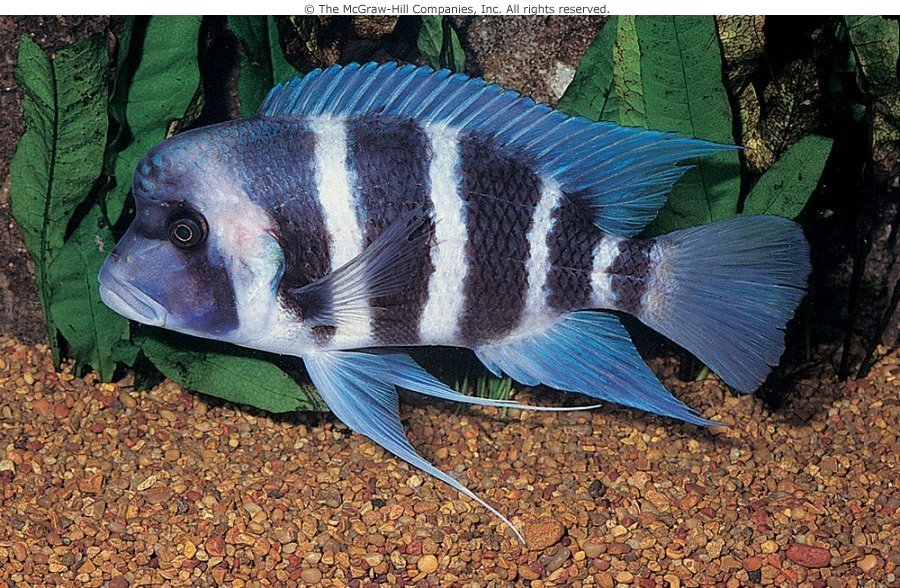 © The McGraw-Hill Companies, Inc. All rights reserved.